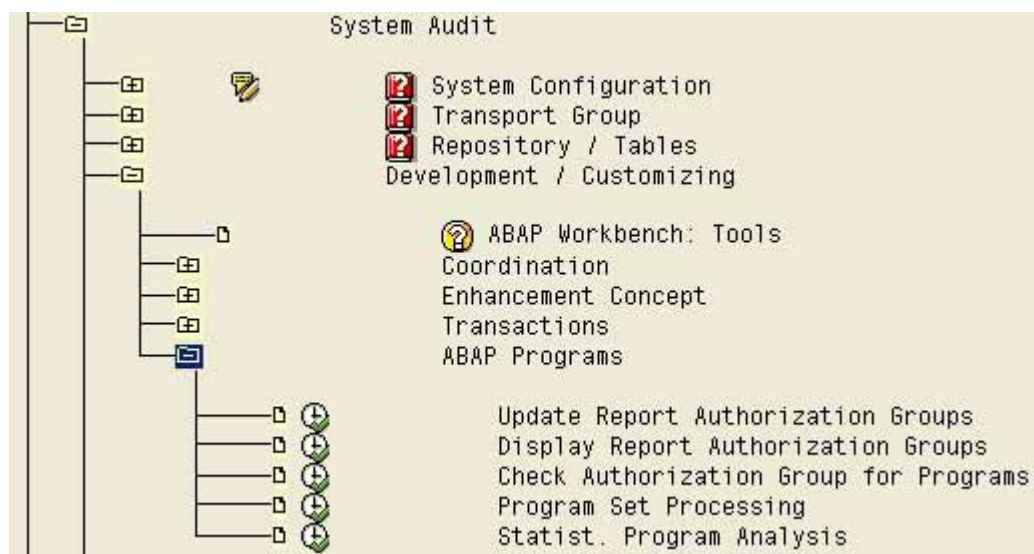 System Audit
System Configuration
Transport Group
Repository / Tables
Development / Customizing
ABAP Workbench: Tools
Coordination
Enhancement Concept
Transactions
ABAP Programs
Update Report Authorization Groups
Display Report Authorization Groups
Check Authorization Group for Programs
Program Set Processing
Statist. Program Analysis